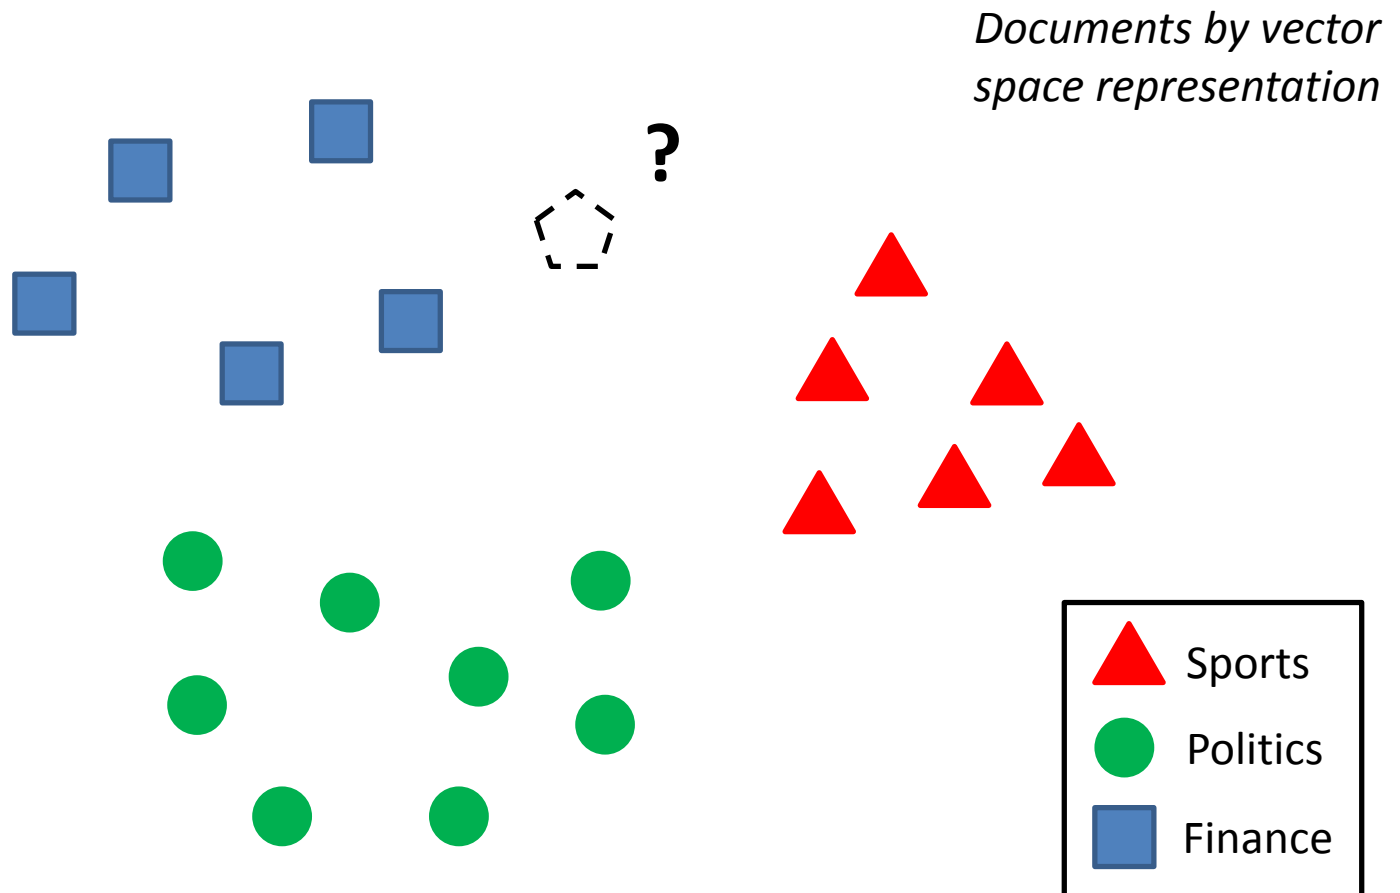 Documents by vector
space representation
?
Sports
Politics
Finance